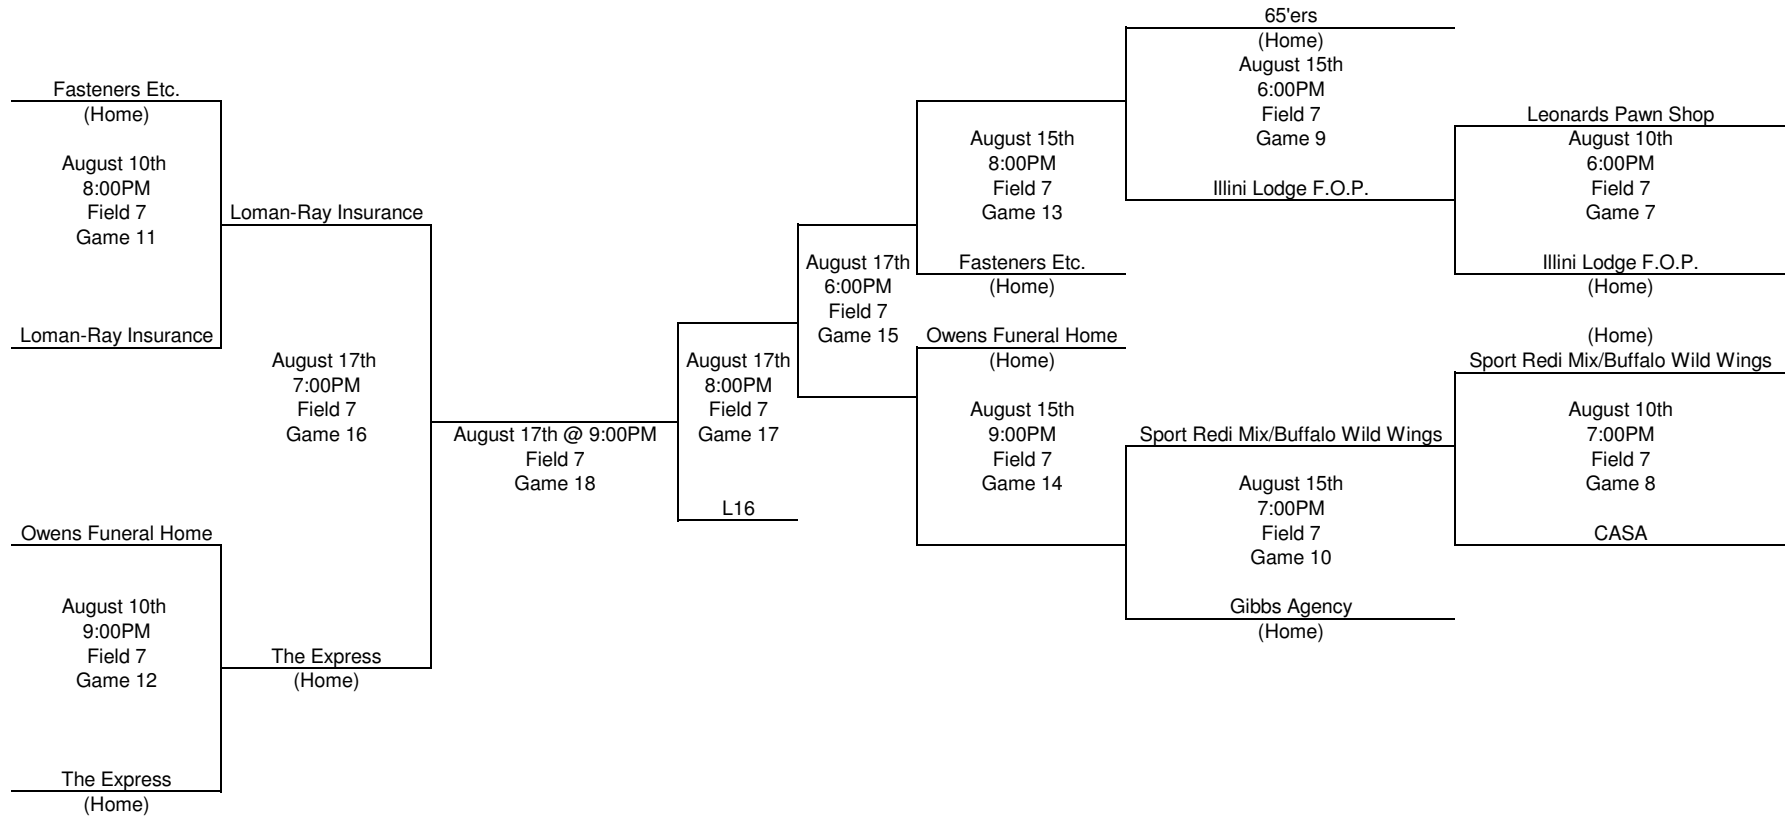 Fasteners Etc.
(Home)
August 10th
8:00PM
Field 7
Game 11
Loman-Ray Insurance
Loman-Ray Insurance
August 17th
7:00PM
Field 7
Game 16
Owens Funeral Home
August 10th
9:00PM
Field 7
Game 12
The Express
(Home)
The Express
(Home)
August 17th @ 9:00PM
Field 7
Game 18
August 17th
8:00PM
Field 7
Game 17
L16
August 17th
6:00PM
Field 7
Game 15
August 15th
8:00PM
Field 7
Game 13
Fasteners Etc.
(Home)
Owens Funeral Home
(Home)
August 15th
9:00PM
Field 7
Game 14
65'ers
(Home)
August 15th
6:00PM
Field 7
Game 9
Illini Lodge F.O.P.
Sport Redi Mix/Buffalo Wild Wings
August 15th
7:00PM
Field 7
Game 10
Gibbs Agency
(Home)
Leonards Pawn Shop
August 10th
6:00PM
Field 7
Game 7
Illini Lodge F.O.P.
(Home)
(Home)
Sport Redi Mix/Buffalo Wild Wings
August 10th
7:00PM
Field 7
Game 8
CASA